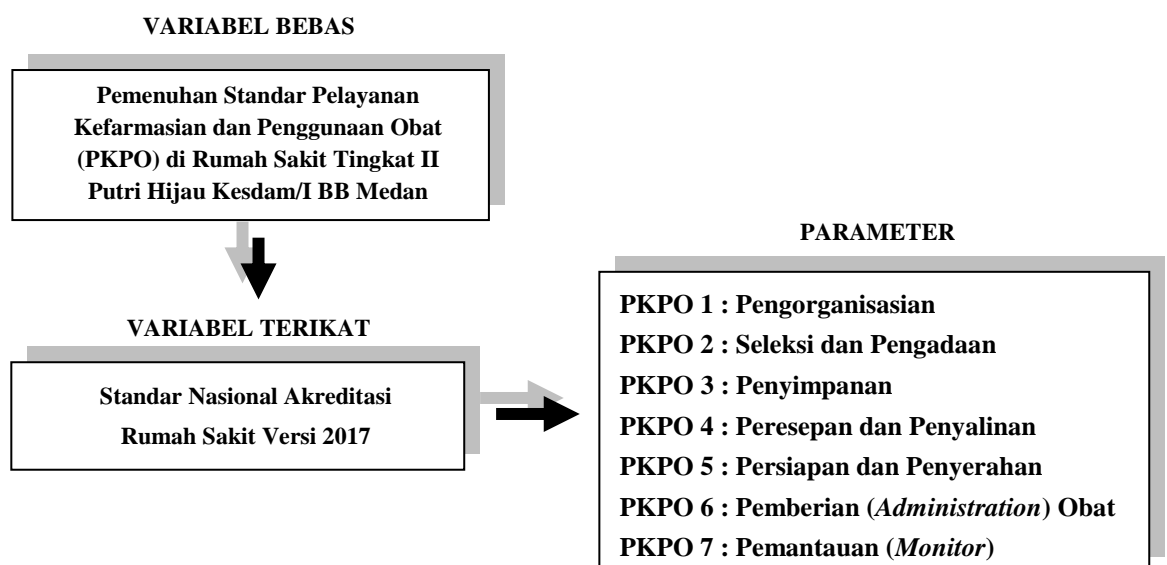 VARIABEL BEBAS
Pemenuhan Standar Pelayanan
Kefarmasian dan Penggunaan Obat
(PKPO) di Rumah Sakit Tingkat II
Putri Hijau Kesdam/I BB Medan
VARIABEL TERIKAT
Standar Nasional Akreditasi
Rumah Sakit Versi 2017
PARAMETER
PKPO 1 : Pengorganisasian
PKPO 2 : Seleksi dan Pengadaan
PKPO 3 : Penyimpanan
PKPO 4 : Peresepan dan Penyalinan
PKPO 5 : Persiapan dan Penyerahan
PKPO 6 : Pemberian (Administration) Obat
PKPO 7 : Pemantauan (Monitor)